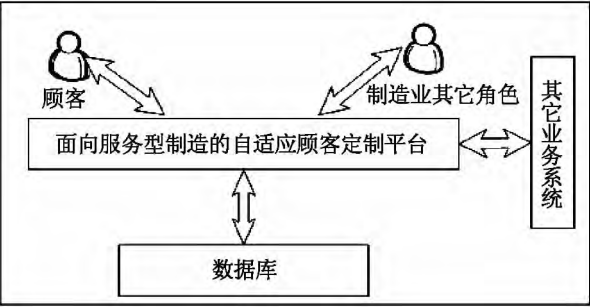 顾客
制造业其它角色
面向服务型制造的自适应顾客定制平台
其它业务系统
数据库